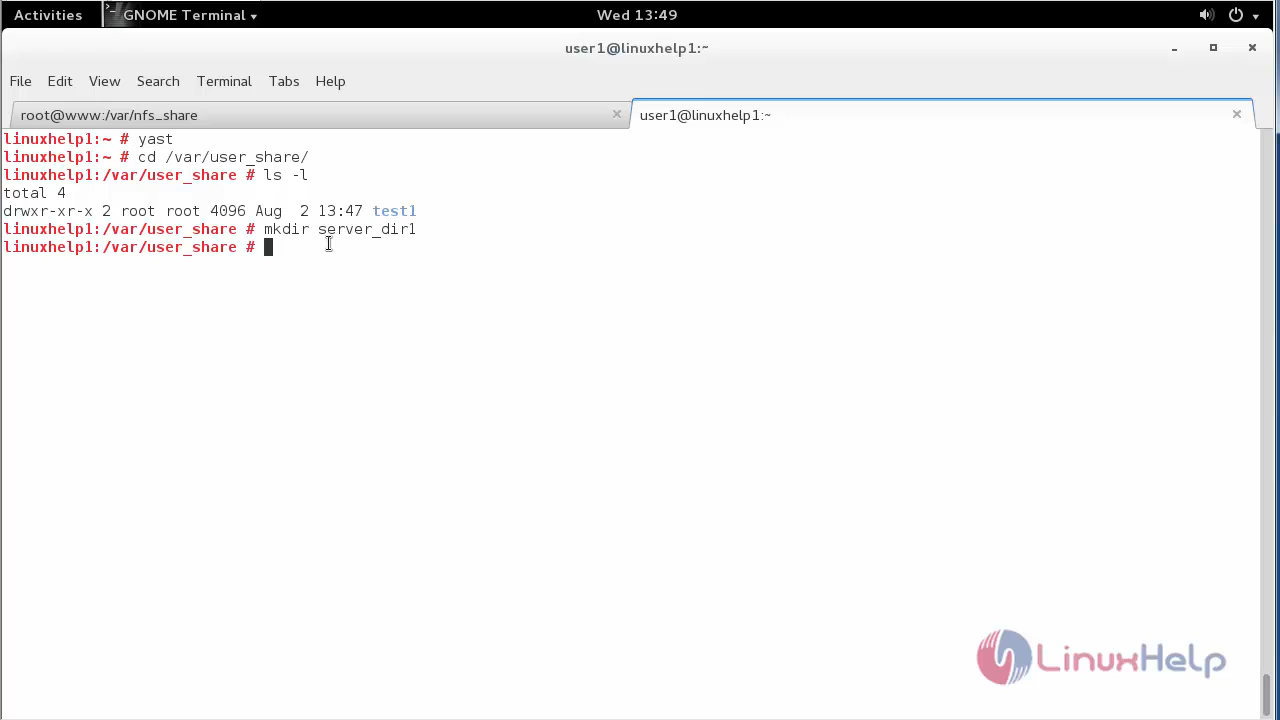 Activities GNOME Terminal Wed 13:49
user1@linuxhelp1:~
File Edit View Search Terminal Tabs Help
root@www:/var/nfs_share user1@linuxhelp1:~
linuxhelp1:~ # yast
linuxhelp1:~ # cd /var/user_share/
linuxhelp1:/var/user_share # ls -l
total 4
drwxr-xr-x 2 root root 4096 Aug  2 13:47 test1
linuxhelp1:/var/user_share # mkdir server_dir1
linuxhelp1:/var/user_share #
LinuxHelp